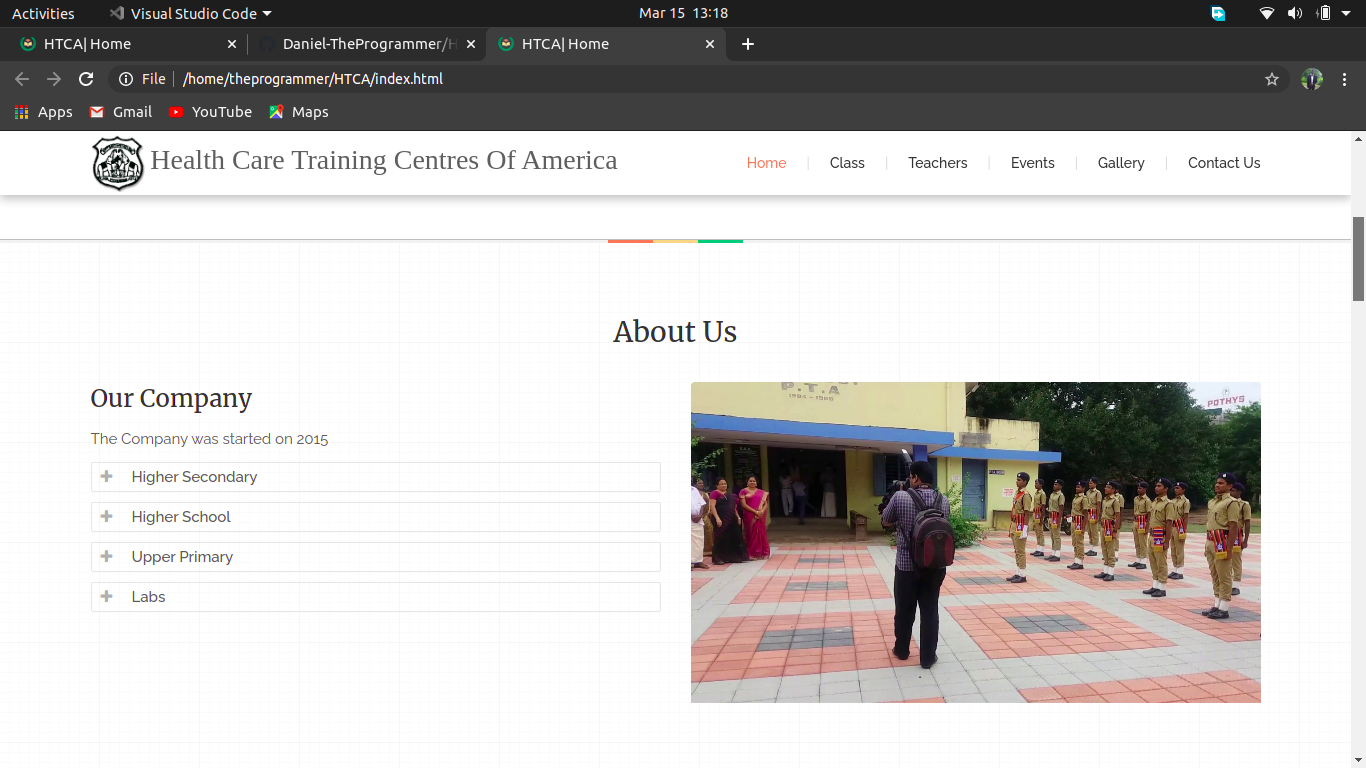 Activities Visual Studio Code Mar 15 13:18
HTCA| Home Daniel-TheProgrammer/H HTCA| Home
File /home/theprogrammer/HTCA/index.html
Apps Gmail YouTube Maps
Health Care Training Centres Of America Home Class Teachers Events Gallery Contact Us
About Us
Our Company
The Company was started on 2015
Higher Secondary
Higher School
Upper Primary
Labs
P.T.A
POTHYS